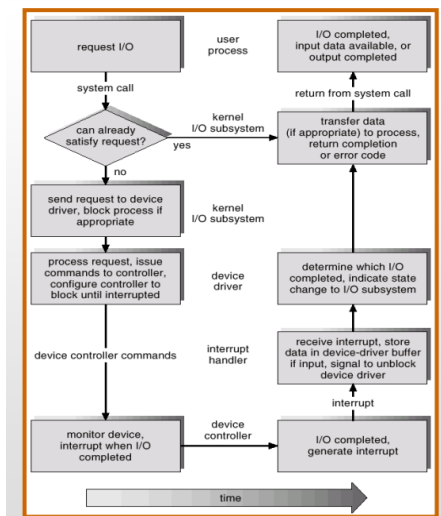 request I/O
user
process
I/O completed,
input data available, or
output completed
system call
return from system call
can already
satisfy request?
kernel
I/O subsystem
yes
transfer data
(if appropriate) to process,
return completion
or error code
no
send request to device
driver, block process if
appropriate
kernel
I/O subsystem
process request, issue
commands to controller,
configure controller to
block until interrupted
device
driver
determine which I/O
completed, indicate state
change to I/O subsystem
device controller commands
interrupt
handler
receive interrupt, store
data in device-driver buffer
if input, signal to unblock
device driver
interrupt
monitor device,
interrupt when I/O
completed
device
controller
I/O completed,
generate interrupt
time